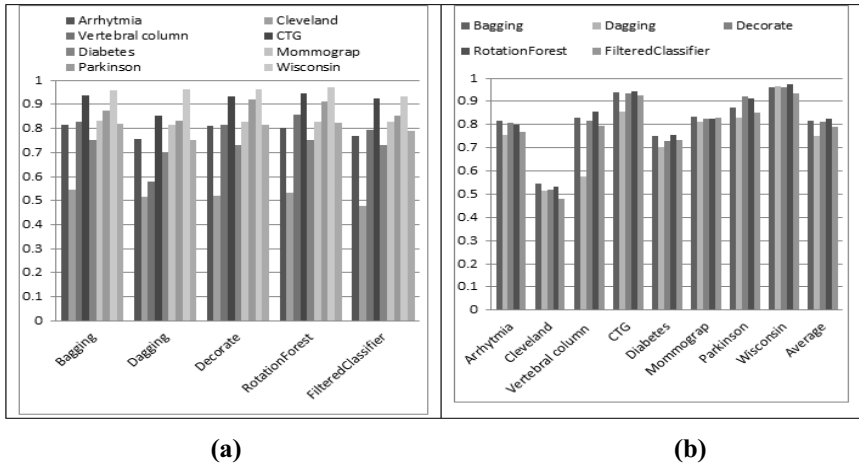 Arrhytmia Cleveland
Vertebral column CTG
Diabetes Mommograp
Parkinson Wisconsin
1
0.9
0.8
0.7
0.6
0.5
0.4
0.3
0.2
0.1
0
Bagging
Dagging
Decorate
RotationForest
FilteredClassifier
(a)
Bagging Dagging Decorate
RotationForest FilteredClassifier
1
0.9
0.8
0.7
0.6
0.5
0.4
0.3
0.2
0.1
0
Arrhytmia
Cleveland
Vertebral column
CTG
Diabetes
Mommograp
Parkinson
Wisconsin
Average
(b)